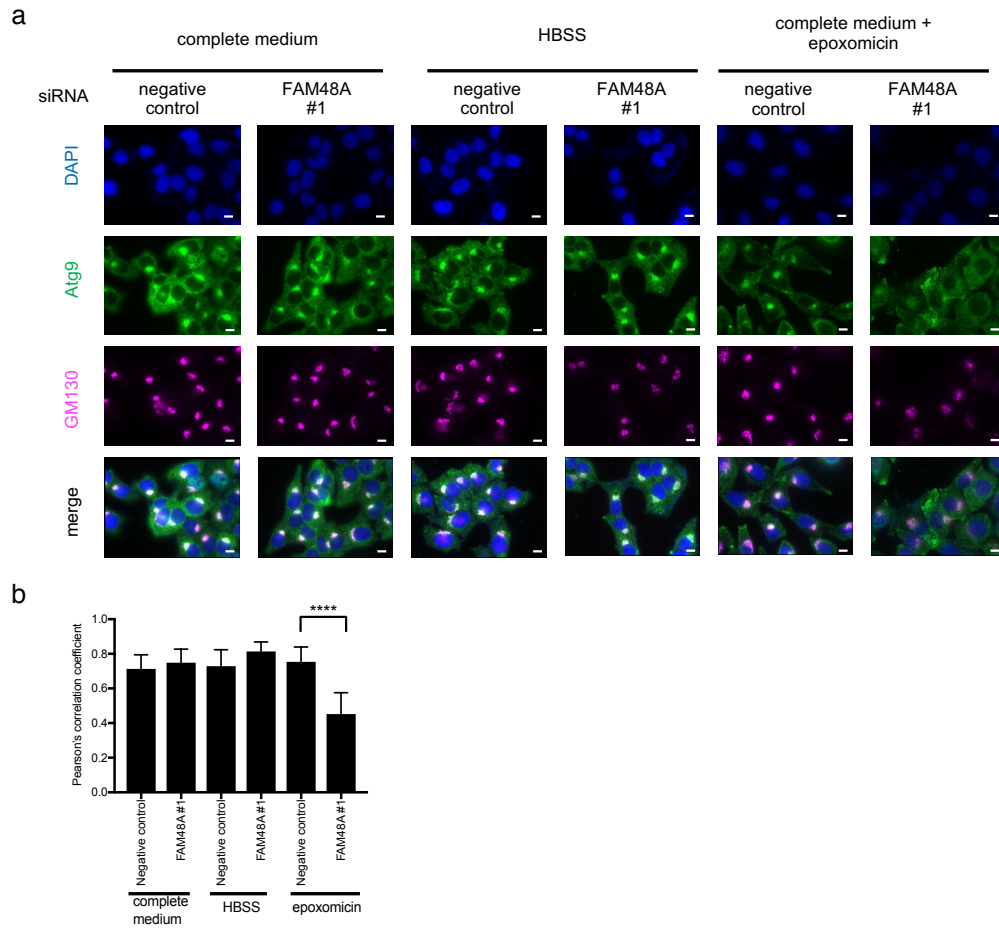 a
complete medium
HBSS
complete medium +
epoxomicin
siRNA
negative
control
FAM48A
#1
negative
control
FAM48A
#1
negative
control
FAM48A
#1
DAPI
Atg9
GM130
merge
b
****
Pearson's correlation coefficient
1.0
0.8
0.6
0.4
0.2
0.0
Negative control
FAM48A #1
Negative control
FAM48A #1
Negative control
FAM48A #1
complete
medium
HBSS
epoxomicin